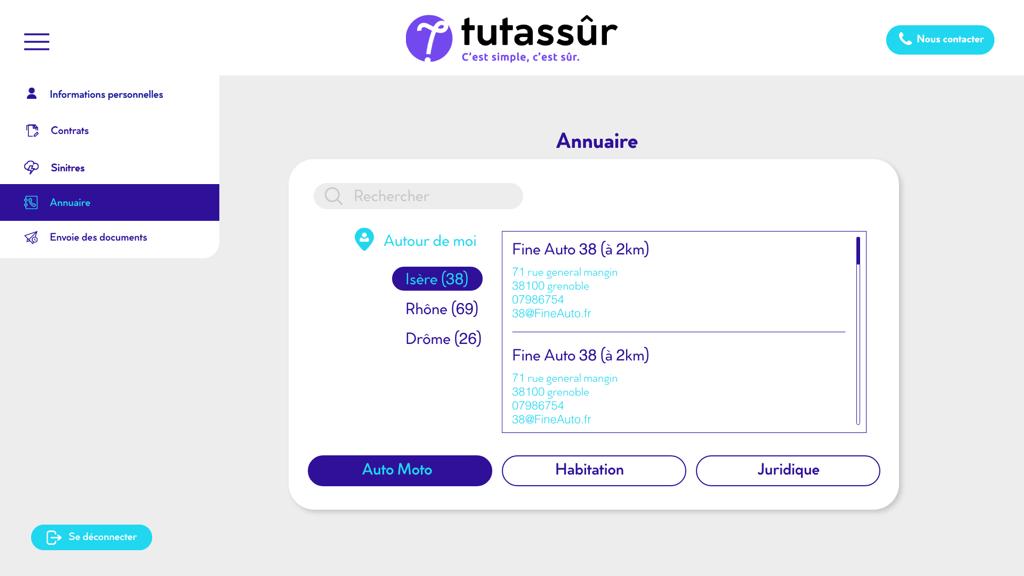 tutassûr
C'est simple, c'est sûr.
Nous contacter
Informations personnelles
Contrats
Sinitres
Annuaire
Envoie des documents
Annuaire
Rechercher
Autour de moi
Isère (38)
Rhône (69)
Drôme (26)
Fine Auto 38 (à 2km)
71 rue general mangin
38100 grenoble
07986754
38@FineAuto.fr
Fine Auto 38 (à 2km)
71 rue general mangin
38100 grenoble
07986754
38@FineAuto.fr
Auto Moto
Habitation
Juridique
Se déconnecter